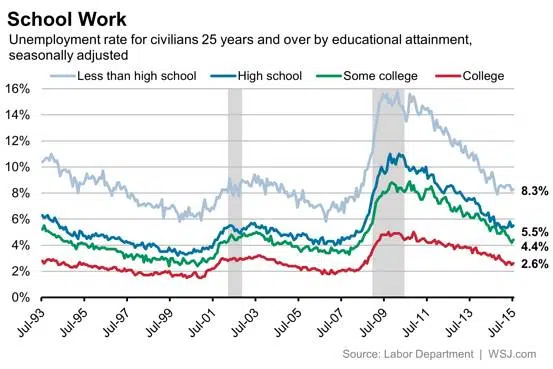 School Work
Unemployment rate for civilians 25 years and over by educational attainment,
seasonally adjusted
Less than high school High school Some college College
16%
14%
12%
10%
8%
6%
4%
2%
0%
8.3%
5.5%
4.4%
2.6%
Jul-93 Jul-95 Jul-97 Jul-99 Jul-01 Jul-03 Jul-05 Jul-07 Jul-09 Jul-11 Jul-13 Jul-15
Source: Labor Department | WSJ.com